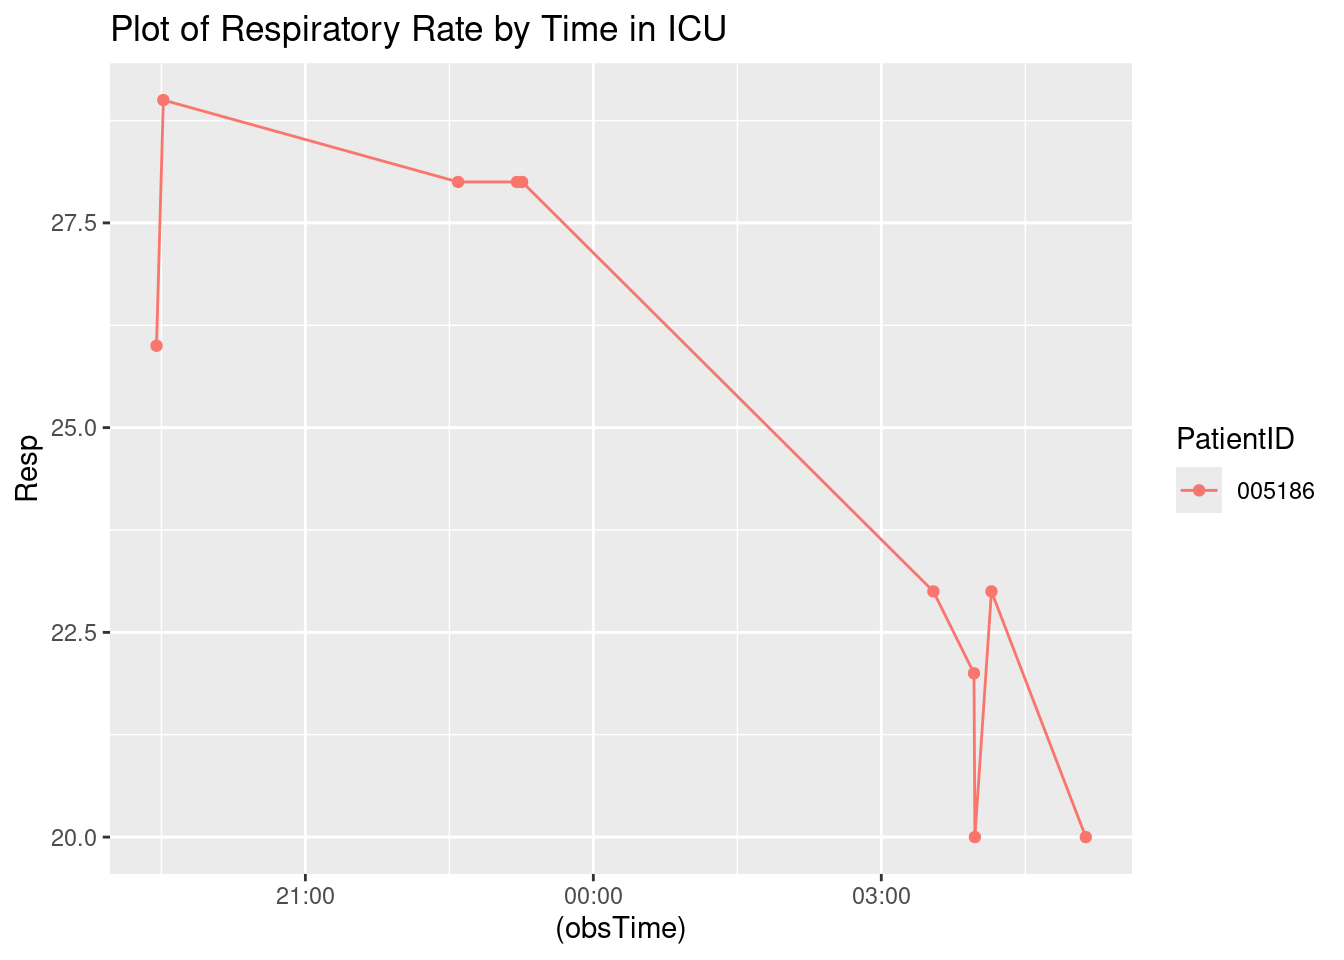 Plot of Respiratory Rate by Time in ICU
27.5
25.0
22.5
20.0
Resp
21:00
00:00
03:00
(obsTime)
PatientID
005186